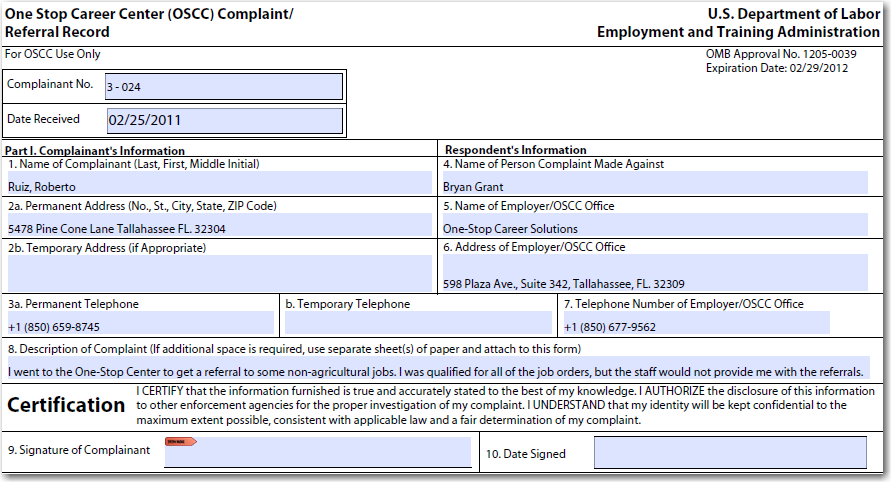 One Stop Career Center (OSCC) Complaint/
Referral Record
U.S. Department of Labor
Employment and Training Administration
For OSCC Use Only
OMB Approval No. 1205-0039
Expiration Date: 02/29/2012
Complainant No.
3 - 024
Date Received
02/25/2011
Part I. Complainant's Information
Respondent's Information
1. Name of Complainant (Last, First, Middle Initial)
Ruiz, Roberto
4. Name of Person Complaint Made Against
Bryan Grant
2a. Permanent Address (No., St., City, State, ZIP Code)
5478 Pine Cone Lane Tallahassee FL. 32304
5. Name of Employer/OSCC Office
One-Stop Career Solutions
2b. Temporary Address (if Appropriate)
6. Address of Employer/OSCC Office
598 Plaza Ave., Suite 342, Tallahassee, FL. 32309
3a. Permanent Telephone
+1 (850) 659-8745
b. Temporary Telephone
7. Telephone Number of Employer/OSCC Office
+1 (850) 677-9562
8. Description of Complaint (If additional space is required, use separate sheet(s) of paper and attach to this form)
I went to the One-Stop Center to get a referral to some non-agricultural jobs. I was qualified for all of the job orders, but the staff would not provide me with the referrals.
Certification
I CERTIFY that the information furnished is true and accurately stated to the best of my knowledge. I AUTHORIZE the disclosure of this information
to other enforcement agencies for the proper investigation of my complaint. I UNDERSTAND that my identity will be kept confidential to the
maximum extent possible, consistent with applicable law and a fair determination of my complaint.
9. Signature of Complainant
10. Date Signed